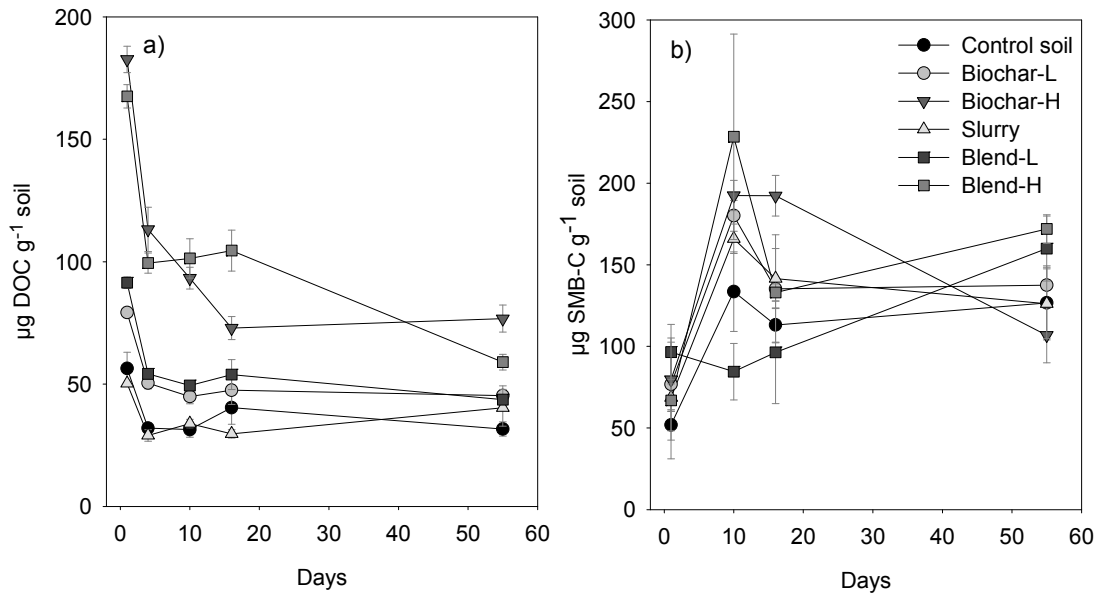 a)
200
150
100
50
0
µg DOC g⁻¹ soil
0 10 20 30 40 50 60
Days
b)
300
250
200
150
100
50
0
µg SMB-C g⁻¹ soil
0 10 20 30 40 50 60
Days
Control soil
Biochar-L
Biochar-H
Slurry
Blend-L
Blend-H